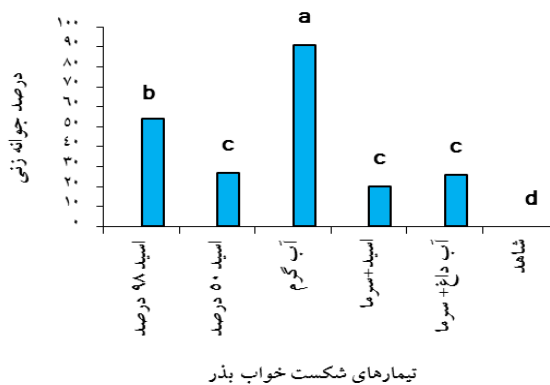 درصد جوانه زنی
۱۰۰
۹۰
۸۰
۷۰
۶۰
۵۰
۴۰
۳۰
۲۰
۱۰
۰
b
c
a
c
c
d
اسید ۹۸ درصد
اسید ۵۰ درصد
آب گرم
اسید+سرما
آب داغ+ سرما
شاهد
تیمارهای شکست خواب بذر